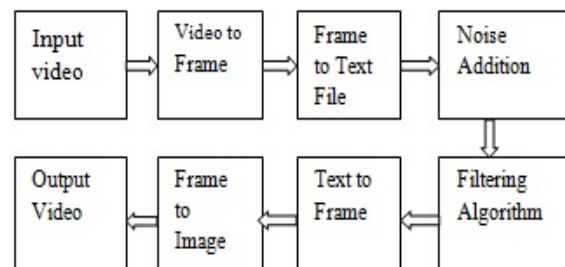 Input
video
Video to
Frame
Frame
to Text
File
Noise
Addition
Output
Video
Frame
to
Image
Text to
Frame
Filtering
Algorithm